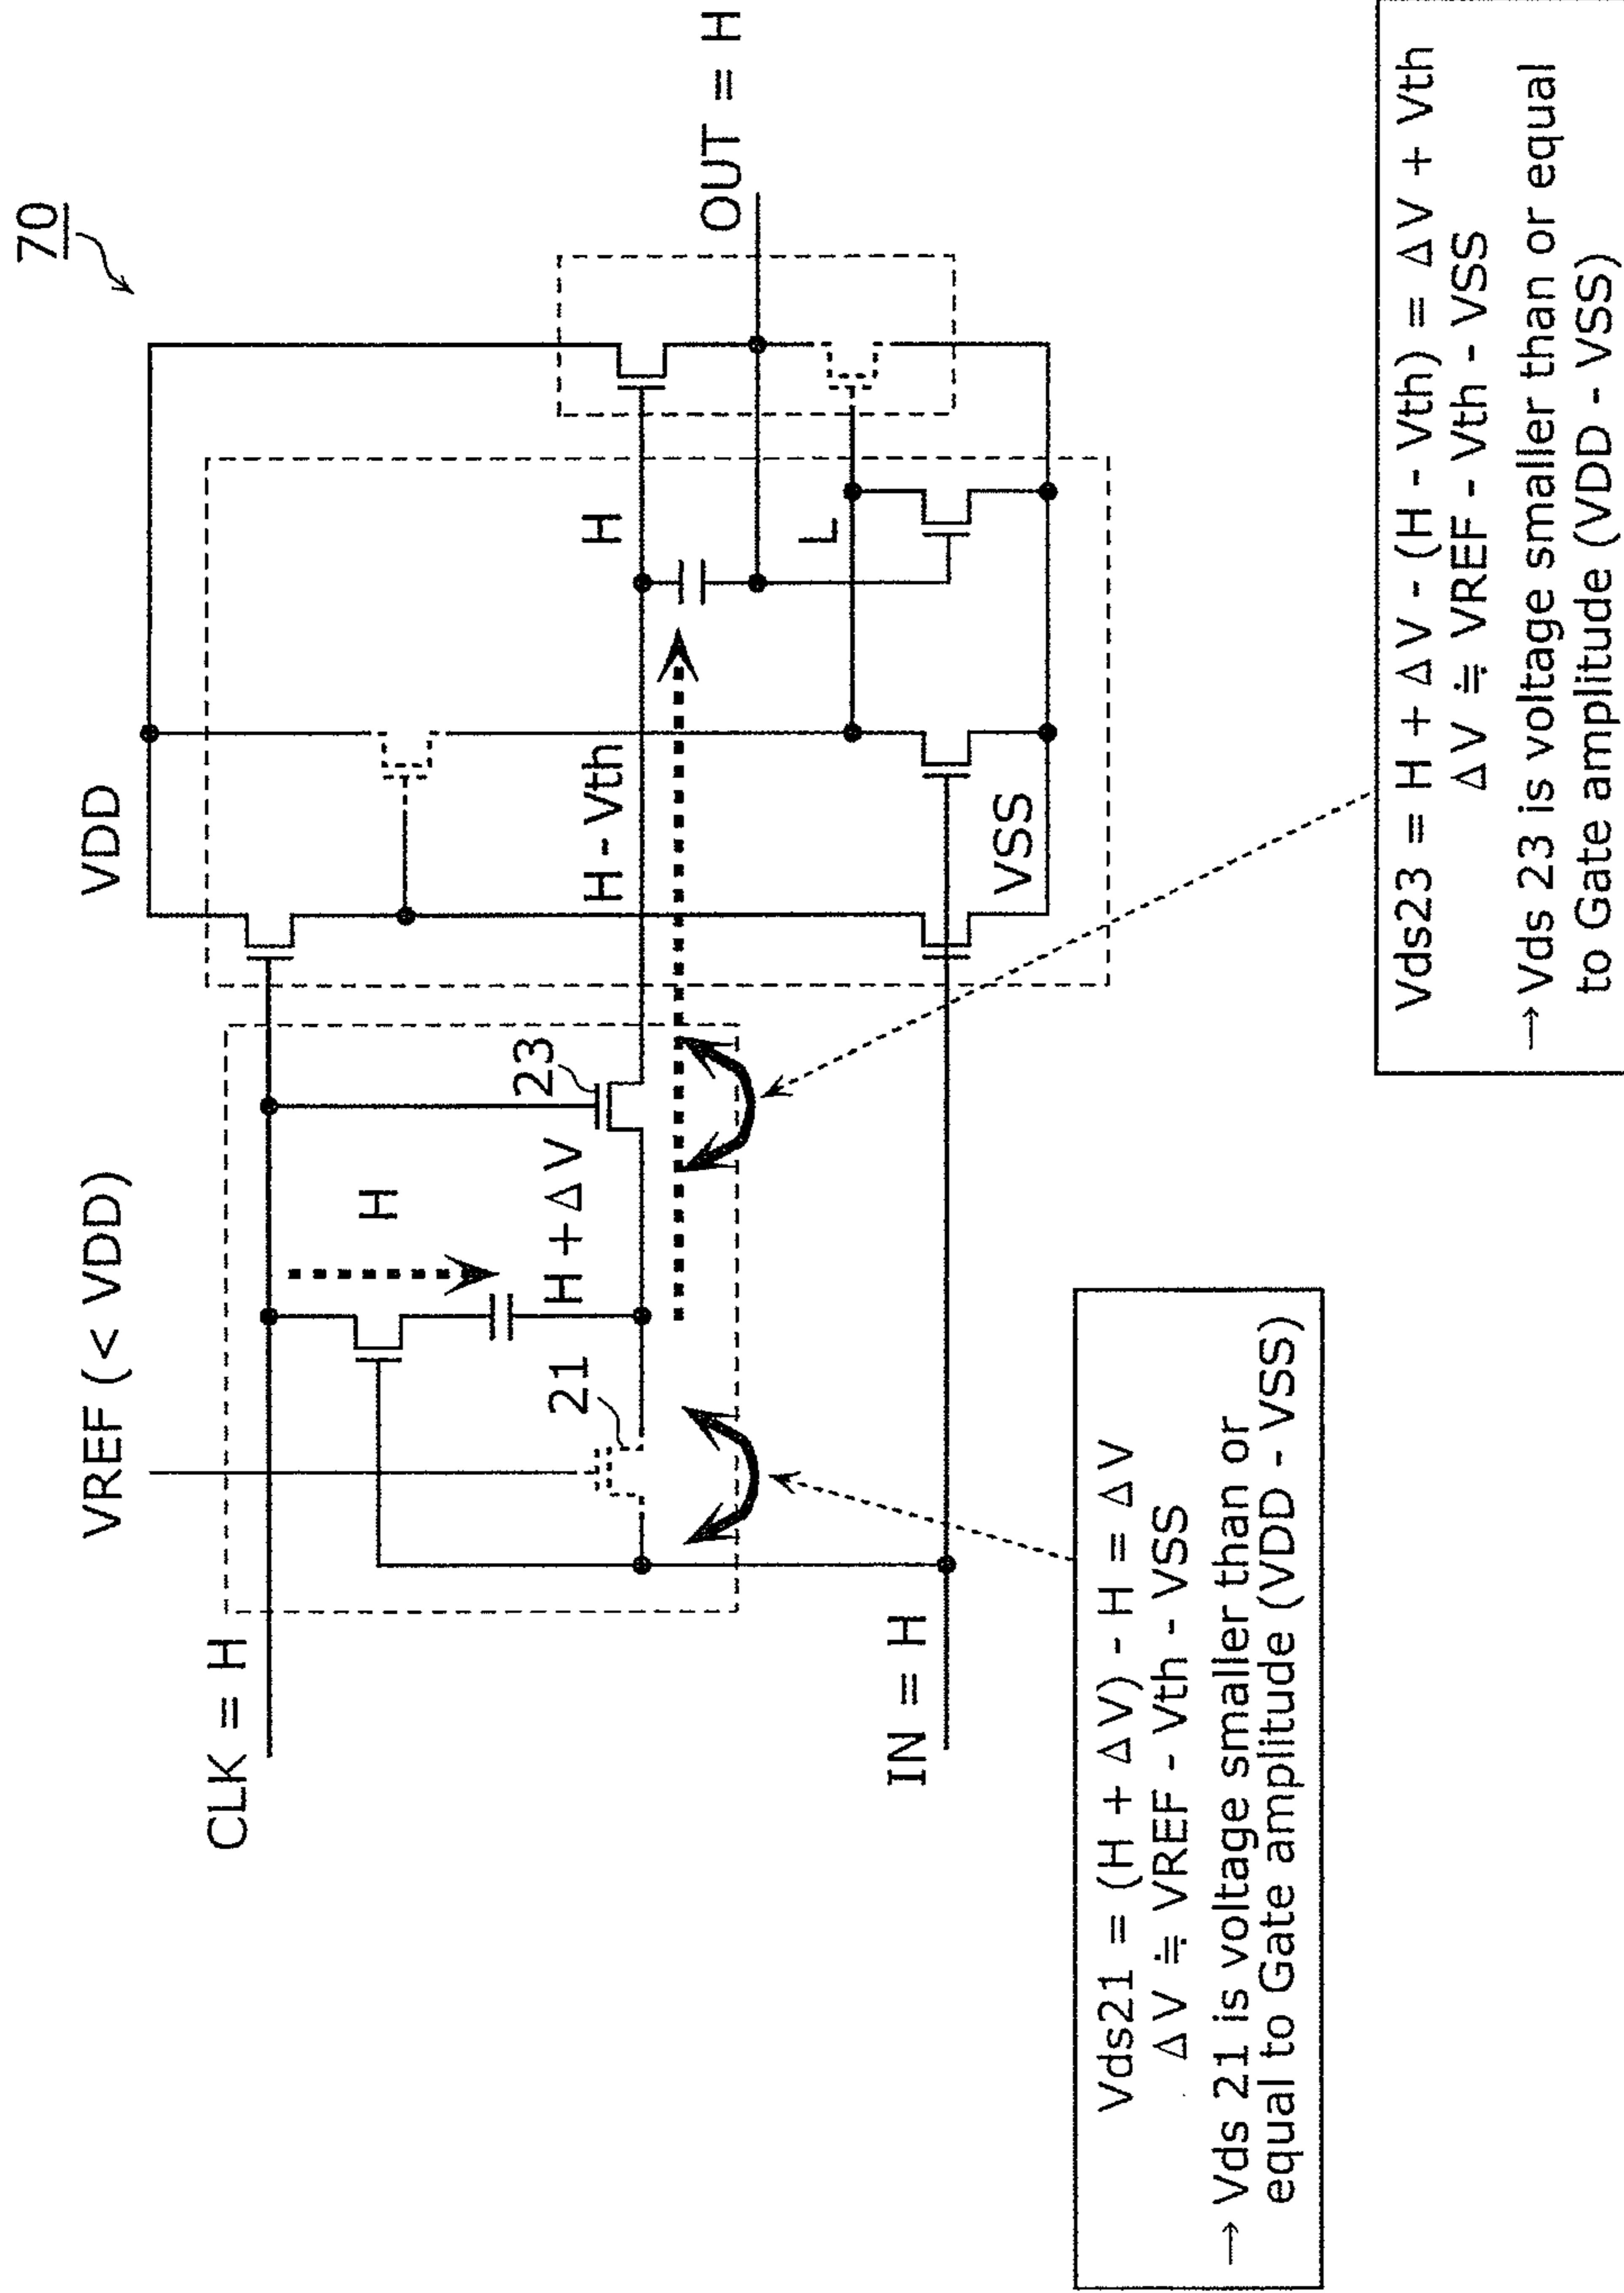 70
VREF (< VDD)
VDD
CLK = H
H
H + ΔV
21
23
H - Vth
H
L
OUT = H
VSS
IN = H
Vds21 = (H + ΔV) - H = ΔV
ΔV ≒ VREF - Vth - VSS
→ Vds 21 is voltage smaller than or
equal to Gate amplitude (VDD - VSS)
Vds23 = H + ΔV - (H - Vth) = ΔV + Vth
ΔV ≒ VREF - Vth - VSS
→ Vds 23 is voltage smaller than or equal
to Gate amplitude (VDD - VSS)